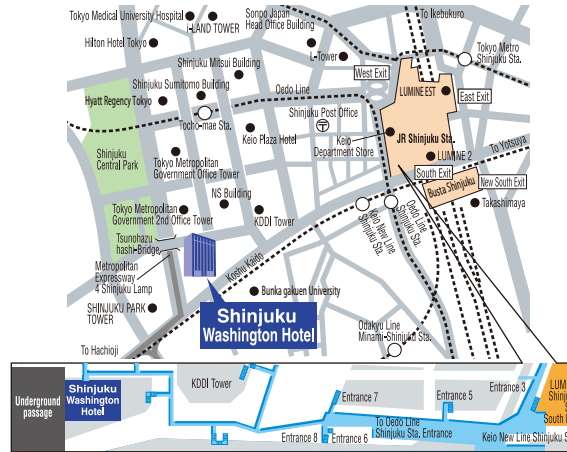 Tokyo Medical University Hospital
i-LAND TOWER
Sonpo Japan
Head Office Building
To Ikebukuro
Hilton Hotel Tokyo
L-Tower
Tokyo Metro
Shinjuku Sta.
Shinjuku Mitsui Building
West Exit
Shinjuku Sumitomo Building
Oedo Line
LUMINE EST
East Exit
Hyatt Regency Tokyo
Tocho-mae Sta.
Shinjuku Post Office
Keio Plaza Hotel
Keio
Department Store
JR Shinjuku Sta.
To Yotsuya
Shinjuku
Central Park
Tokyo Metropolitan
Government Office Tower
LUMINE 2
South Exit
Busta Shinjuku
New South Exit
NS Building
Tokyo Metropolitan
Government 2nd Office Tower
KDDI Tower
Keio New Line
Shinjuku Sta.
Oedo Line
Shinjuku Sta.
Takashimaya
Tsunohazu
hashi-Bridge
Metropolitan
Expressway
4 Shinjuku Lamp
Koshu Kaido
Bunka gakuen University
SHINJUKU PARK
TOWER
Shinjuku
Washington Hotel
Odakyu Line
Minami-Shinjuku Sta.
To Hachioji
Underground
passage
Shinjuku
Washington
Hotel
KDDI Tower
Entrance 7
Entrance 5
Entrance 3
LUM
Shinj
S
South
To Oedo Line
Shinjuku Sta. Entrance
Entrance 8
Entrance 6
Keio New Line Shinjuku S